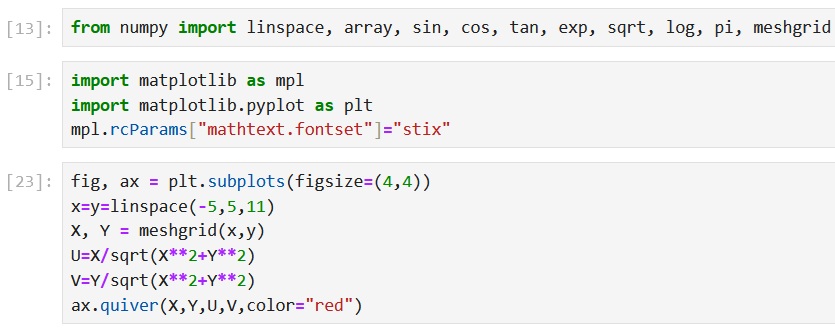 [13]: from numpy import linspace, array, sin, cos, tan, exp, sqrt, log, pi, meshgrid
[15]: import matplotlib as mpl
import matplotlib.pyplot as plt
mpl.rcParams["mathtext.fontset"]="stix"
[23]: fig, ax = plt.subplots(figsize=(4,4))
x=y=linspace(-5,5,11)
X, Y = meshgrid(x,y)
U=X/sqrt(X**2+Y**2)
V=Y/sqrt(X**2+Y**2)
ax.quiver(X,Y,U,V,color="red")